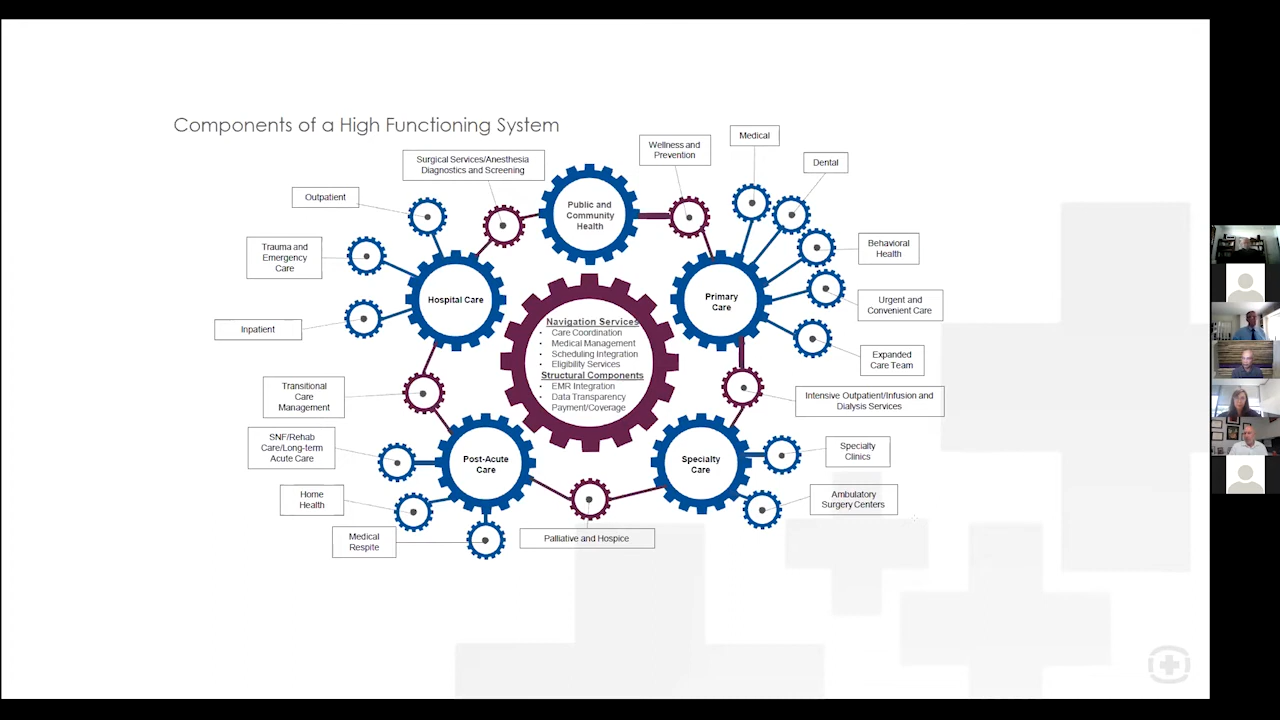 Components of a High Functioning System
Surgical Services/Anesthesia
Diagnostics and Screening
Wellness and
Prevention
Medical
Dental
Outpatient
Public and
Community
Health
Trauma and
Emergency
Care
Behavioral
Health
Hospital Care
Primary
Care
Urgent and
Convenient Care
Inpatient
Navigation Services
• Care Coordination
• Medical Management
• Scheduling Integration
• Eligibility Services
Structural Components
• EMR Integration
• Data Transparency
• Payment/Coverage
Expanded
Care Team
Transitional
Care
Management
Intensive Outpatient/Infusion and
Dialysis Services
SNF/Rehab
Care/Long-term
Acute Care
Post-Acute
Care
Specialty
Care
Specialty
Clinics
Home
Health
Ambulatory
Surgery Centers
Medical
Respite
Palliative and Hospice